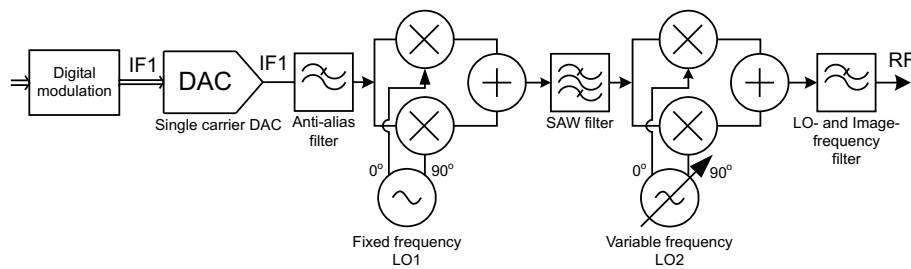 Digital
modulation
IF1
DAC
Single carrier DAC
IF1
Anti-alias
filter
0°
90°
Fixed frequency
LO1
SAW filter
0°
90°
Variable frequency
LO2
LO- and Image-
frequency
filter
RF